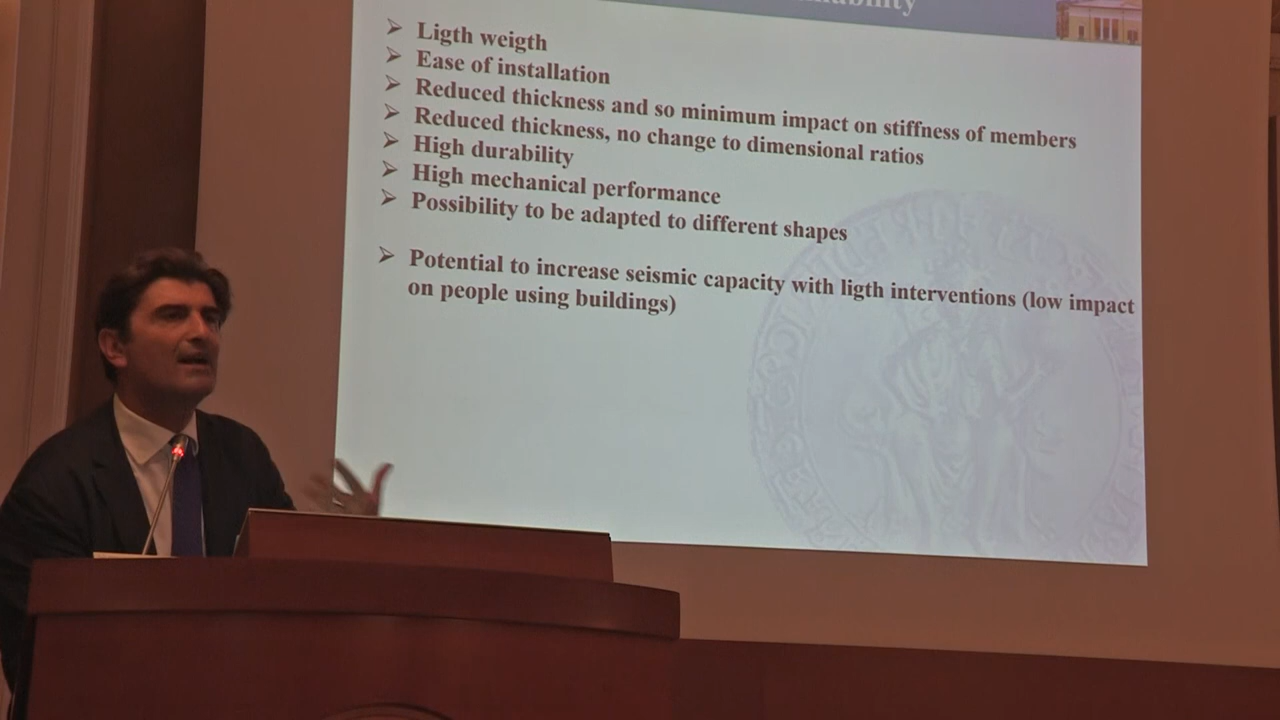 ➢ Ligth weigth
➢ Ease of installation
➢ Reduced thickness and so minimum impact on stiffness of members
➢ Reduced thickness, no change to dimensional ratios
➢ High durability
➢ High mechanical performance
➢ Possibility to be adapted to different shapes
➢ Potential to increase seismic capacity with ligth interventions (low impact
on people using buildings)